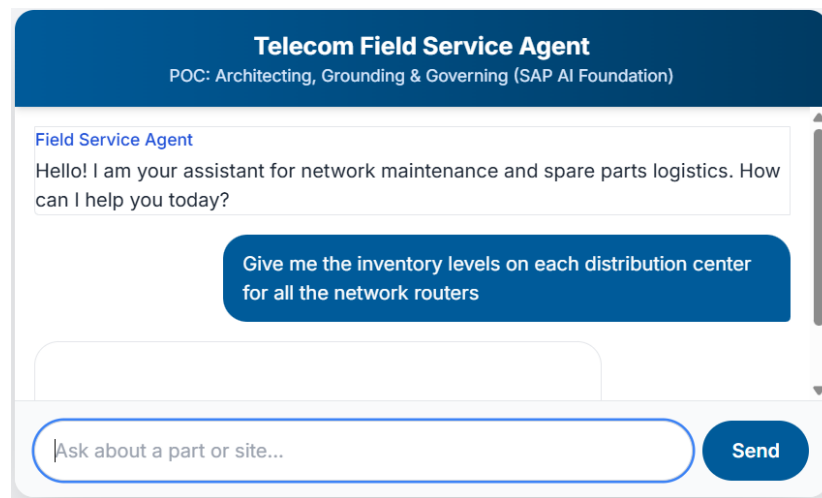 Telecom Field Service Agent
POC: Architecting, Grounding & Governing (SAP AI Foundation)
Field Service Agent
Hello! I am your assistant for network maintenance and spare parts logistics. How
can I help you today?
Give me the inventory levels on each distribution center
for all the network routers
Ask about a part or site...
Send